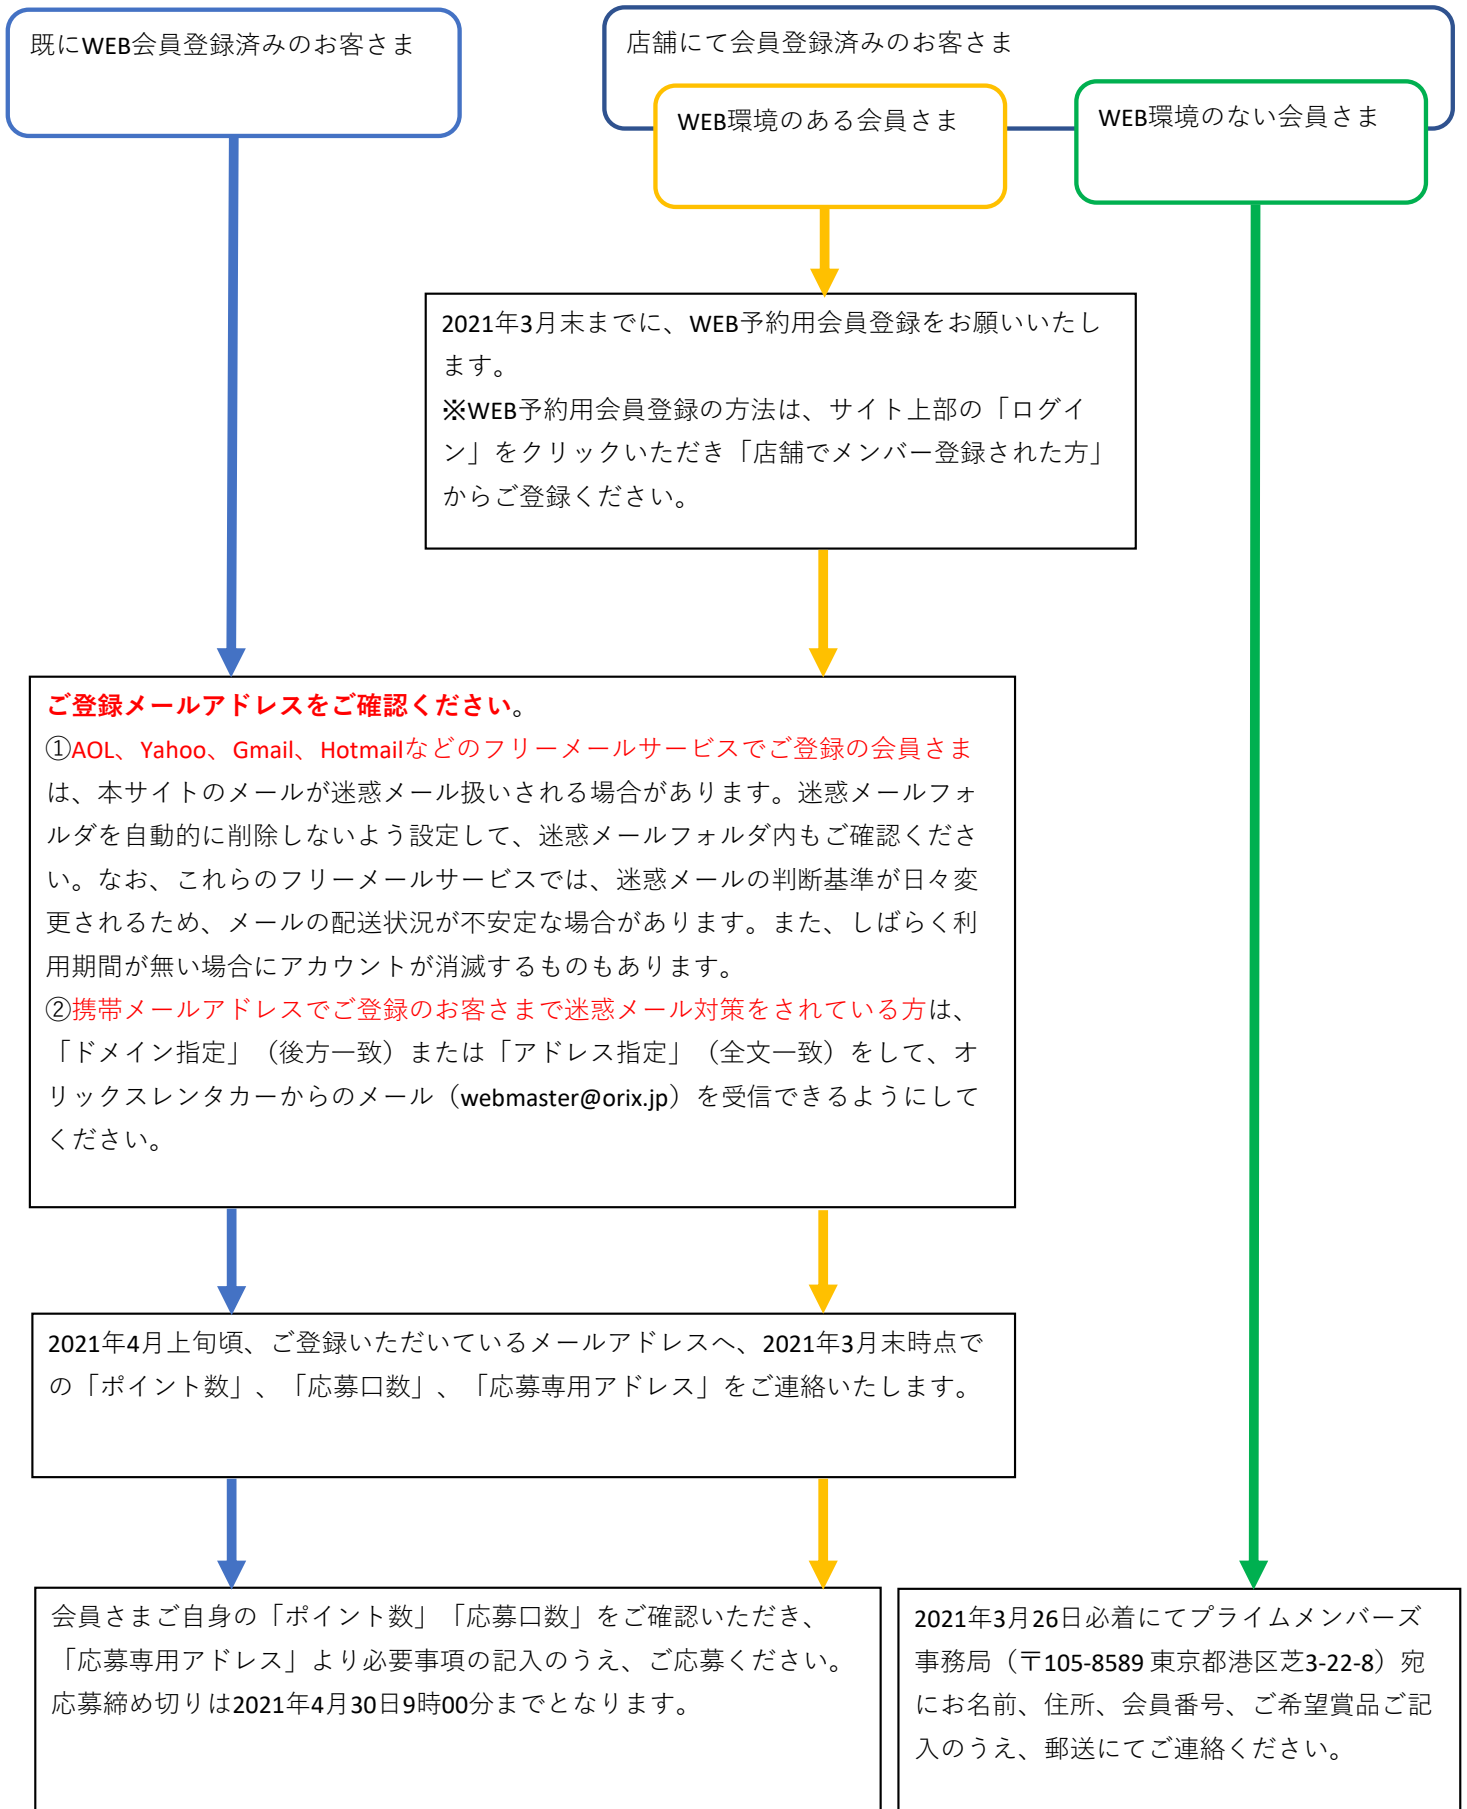 既にWEB会員登録済みのお客さま
店舗にて会員登録済みのお客さま
WEB環境のある会員さま
WEB環境のない会員さま
2021年3月末までに、WEB予約用会員登録をお願いいたし
ます。
※WEB予約用会員登録の方法は、サイト上部の「ログイ
ン」をクリックいただき「店舗でメンバー登録された方」
からご登録ください。
ご登録メールアドレスをご確認ください。
①AOL、Yahoo、Gmail、Hotmailなどのフリーメールサービスでご登録の会員さま
は、本サイトのメールが迷惑メール扱いされる場合があります。迷惑メールフォ
ルダを自動的に削除しないよう設定して、迷惑メールフォルダ内もご確認くださ
い。なお、これらのフリーメールサービスでは、迷惑メールの判断基準が日々変
更されるため、メールの配送状況が不安定な場合があります。また、しばらく利
用期間が無い場合にアカウントが消滅するものもあります。
②携帯メールアドレスでご登録のお客さまで迷惑メール対策をされている方は、
「ドメイン指定」（後方一致）または「アドレス指定」（全文一致）をして、オ
リックスレンタカーからのメール（webmaster@orix.jp）を受信できるようにして
ください。
2021年4月上旬頃、ご登録いただいているメールアドレスへ、2021年3月末時点で
の「ポイント数」、「応募口数」、「応募専用アドレス」をご連絡いたします。
会員さまご自身の「ポイント数」「応募口数」をご確認いただき、
「応募専用アドレス」より必要事項の記入のうえ、ご応募ください。
応募締め切りは2021年4月30日9時00分までとなります。
2021年3月26日必着にてプライムメンバーズ
事務局（〒105-8589 東京都港区芝3-22-8）宛
にお名前、住所、会員番号、ご希望賞品ご記
入のうえ、郵送にてご連絡ください。